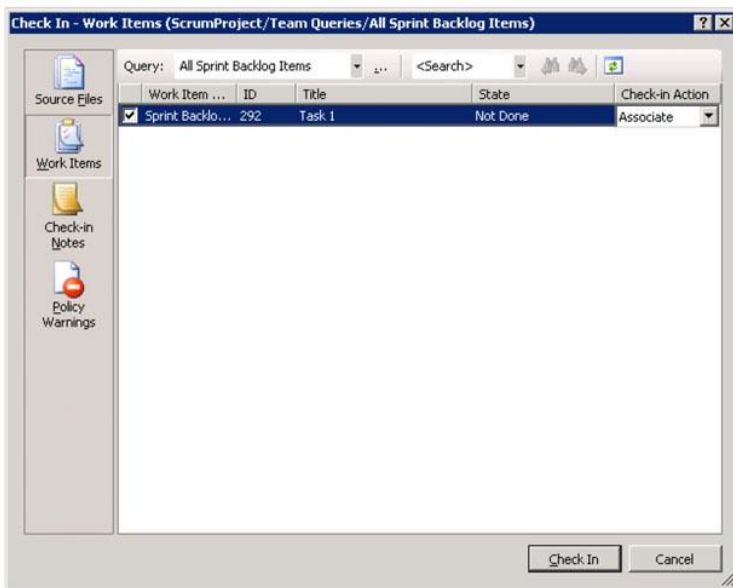 Check In - Work Items (ScrumProject/Team Queries/All Sprint Backlog Items)
Source Files
Work Items
Check-in
Notes
Policy
Warnings
Query: All Sprint Backlog Items ... <Search>
Work Item ... ID Title State Check-in Action
Sprint Backlo... 292 Task 1 Not Done Associate
Check In Cancel